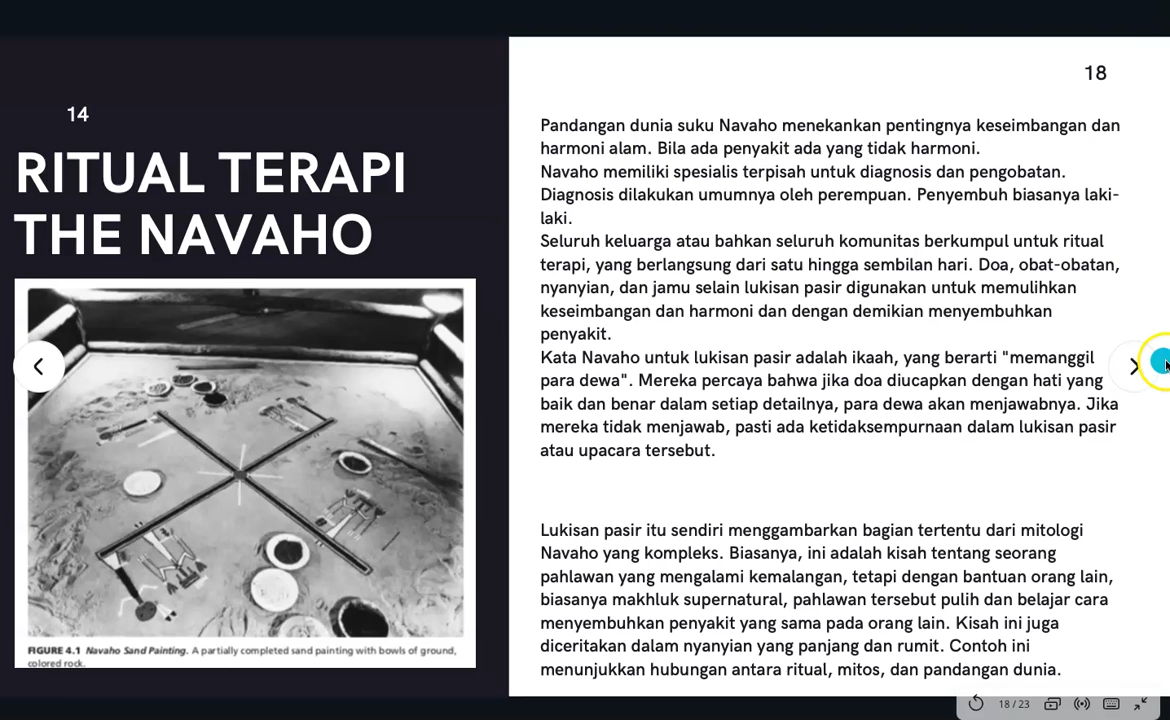 14
RITUAL TERAPI
THE NAVAHO
FIGURE 4.1 Navaho Sand Painting. A partially completed sand painting with bowls of ground,
colored rock.
18
Pandangan dunia suku Navaho menekankan pentingnya keseimbangan dan
harmoni alam. Bila ada penyakit ada yang tidak harmoni.
Navaho memiliki spesialis terpisah untuk diagnosis dan pengobatan.
Diagnosis dilakukan umumnya oleh perempuan. Penyembuh biasanya laki-
laki.
Seluruh keluarga atau bahkan seluruh komunitas berkumpul untuk ritual
terapi, yang berlangsung dari satu hingga sembilan hari. Doa, obat-obatan,
nyanyian, dan jamu selain lukisan pasir digunakan untuk memulihkan
keseimbangan dan harmoni dan dengan demikian menyembuhkan
penyakit.
Kata Navaho untuk lukisan pasir adalah ikaah, yang berarti "memanggil
para dewa". Mereka percaya bahwa jika doa diucapkan dengan hati yang
baik dan benar dalam setiap detailnya, para dewa akan menjawabnya. Jika
mereka tidak menjawab, pasti ada ketidaksempurnaan dalam lukisan pasir
atau upacara tersebut.
Lukisan pasir itu sendiri menggambarkan bagian tertentu dari mitologi
Navaho yang kompleks. Biasanya, ini adalah kisah tentang seorang
pahlawan yang mengalami kemalangan, tetapi dengan bantuan orang lain,
biasanya makhluk supernatural, pahlawan tersebut pulih dan belajar cara
menyembuhkan penyakit yang sama pada orang lain. Kisah ini juga
diceritakan dalam nyanyian yang panjang dan rumit. Contoh ini
menunjukkan hubungan antara ritual, mitos, dan pandangan dunia.
18 / 23